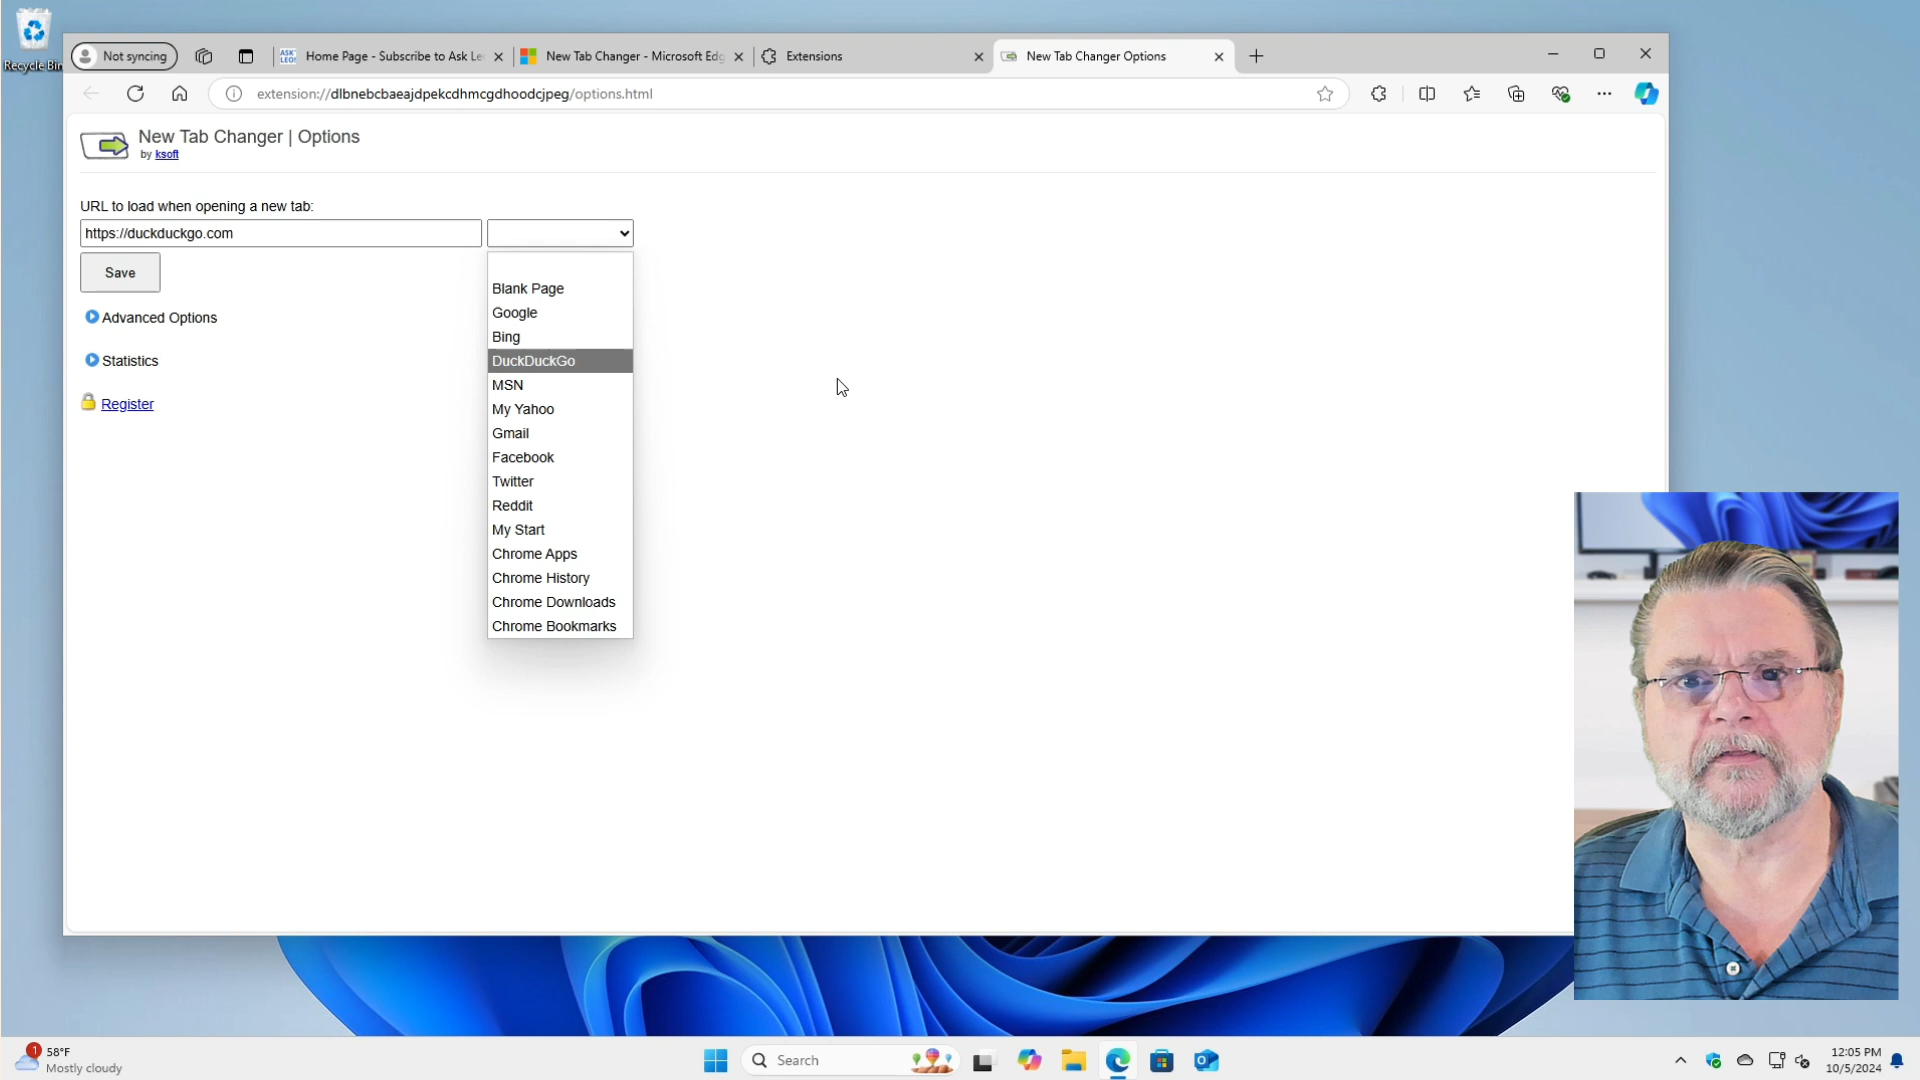 Recycle Bin
Not syncing
ASK LEO!
Home Page - Subscribe to Ask Le
New Tab Changer - Microsoft Edg
Extensions
New Tab Changer Options
extension://dlbnebcbaeajdpekcdhmcgdhoodcjpeg/options.html
New Tab Changer | Options
by ksoft
URL to load when opening a new tab:
https://duckduckgo.com
Save
Advanced Options
Statistics
Register
Blank Page
Google
Bing
DuckDuckGo
MSN
My Yahoo
Gmail
Facebook
Twitter
Reddit
My Start
Chrome Apps
Chrome History
Chrome Downloads
Chrome Bookmarks
1
58°F
Mostly cloudy
Search
12:05 PM
10/5/2024